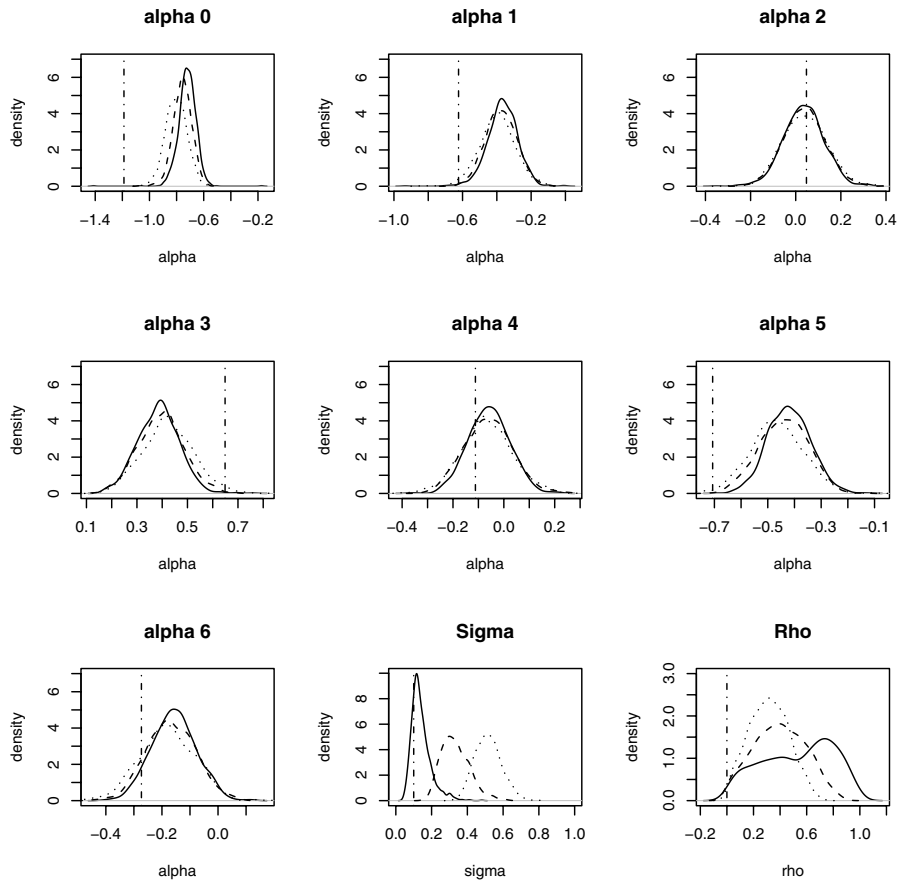 alpha 0
alpha 1
alpha 2
density
0 2 4 6
−1.4 −1.0 −0.6 −0.2
alpha
density
0 2 4 6
−1.0 −0.6 −0.2
alpha
density
0 2 4 6
−0.4 −0.2 0.0 0.2 0.4
alpha
alpha 3
alpha 4
alpha 5
density
0 2 4 6
0.1 0.3 0.5 0.7
alpha
density
0 2 4 6
−0.4 −0.2 0.0 0.2
alpha
density
0 2 4 6
−0.7 −0.5 −0.3 −0.1
alpha
alpha 6
Sigma
Rho
density
0 2 4 6
−0.4 −0.2 0.0
alpha
density
0 2 4 6 8
0.0 0.2 0.4 0.6 0.8 1.0
sigma
density
0.0 1.0 2.0 3.0
−0.2 0.2 0.6 1.0
rho